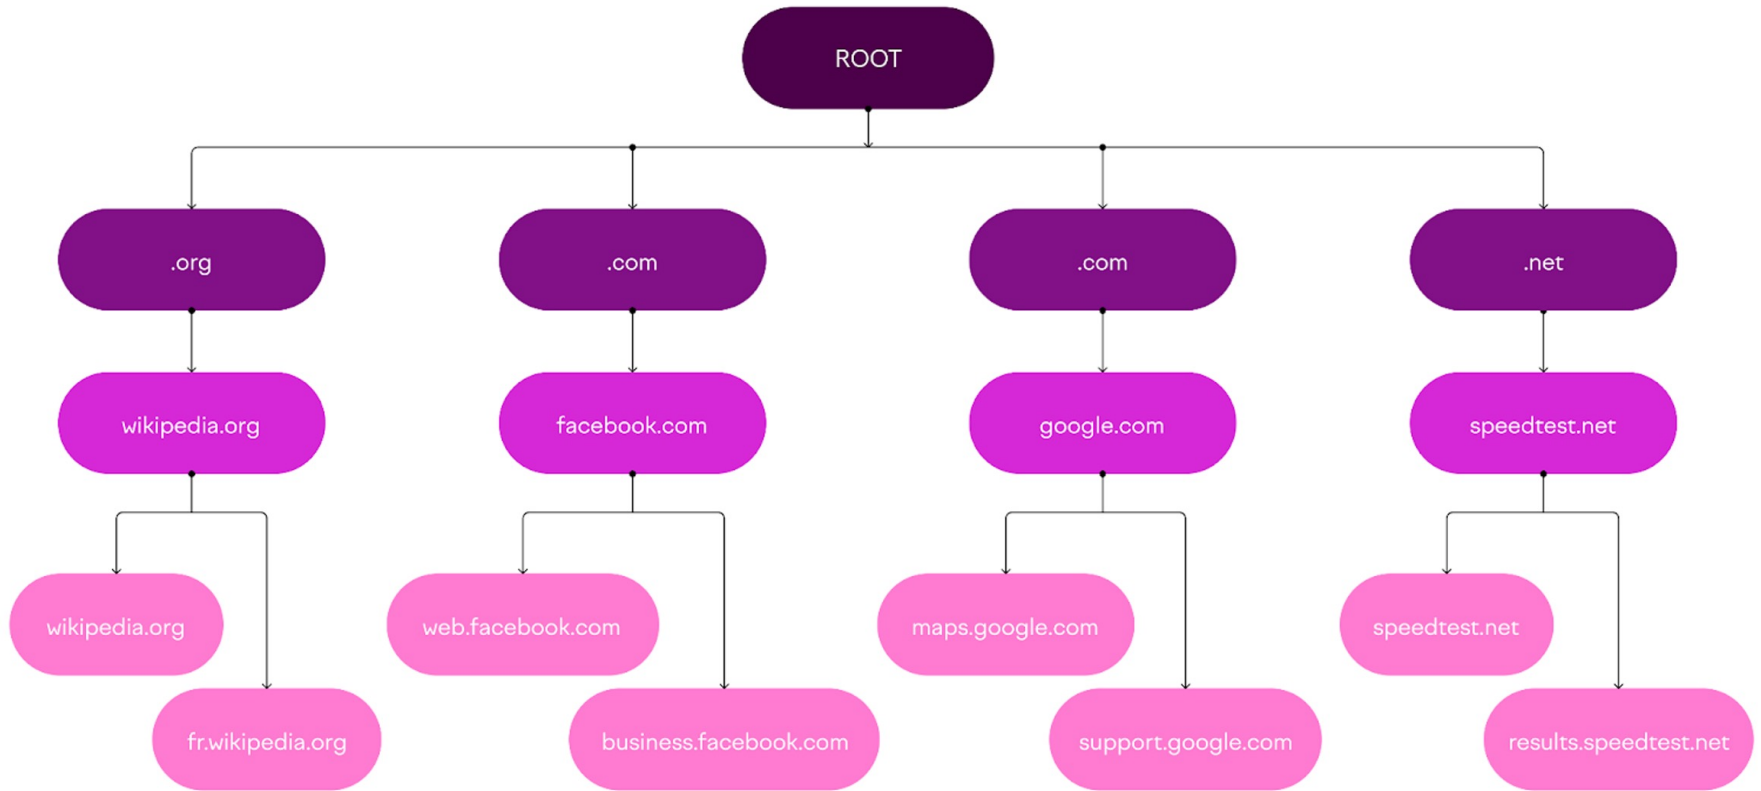 ROOT
.org
.com
.com
.net
wikipedia.org
facebook.com
google.com
speedtest.net
wikipedia.org
web.facebook.com
maps.google.com
speedtest.net
fr.wikipedia.org
business.facebook.com
support.google.com
results.speedtest.net